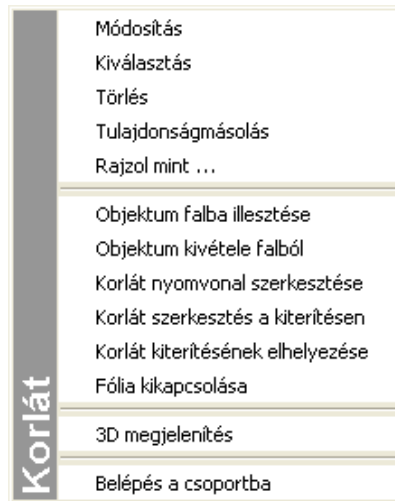 Korlát
Módosítás
Kiválasztás
Törlés
Tulajdonságmásolás
Rajzol mint ...
Objektum falba illesztése
Objektum kivétele falból
Korlát nyomvonal szerkesztése
Korlát szerkesztés a kiterítésen
Korlát kiterítésének elhelyezése
Fólia kikapcsolása
3D megjelenítés
Belépés a csoportba